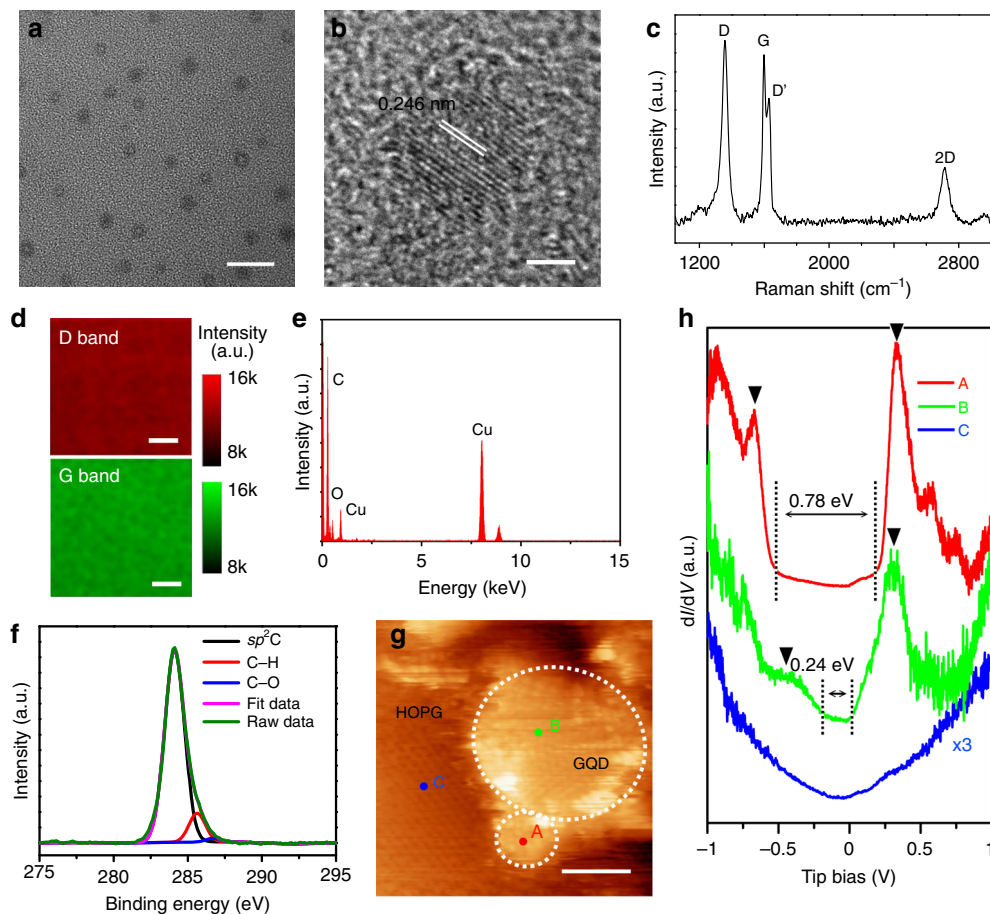 a
b
0.246 nm
c
D
G
D'
2D
Intensity (a.u.)
1200
2000
2800
Raman shift (cm⁻¹)
d
D band
G band
Intensity
(a.u.)
16k
8k
16k
8k
e
C
O
Cu
Cu
Intensity (a.u.)
0
5
10
15
Energy (keV)
f
sp²C
C–H
C–O
Fit data
Raw data
Intensity (a.u.)
275
280
285
290
295
Binding energy (eV)
g
HOPG
B
GQD
C
A
h
A
B
C
0.78 eV
0.24 eV
x3
dI/dV (a.u.)
–1
–0.5
0
0.5
1
Tip bias (V)